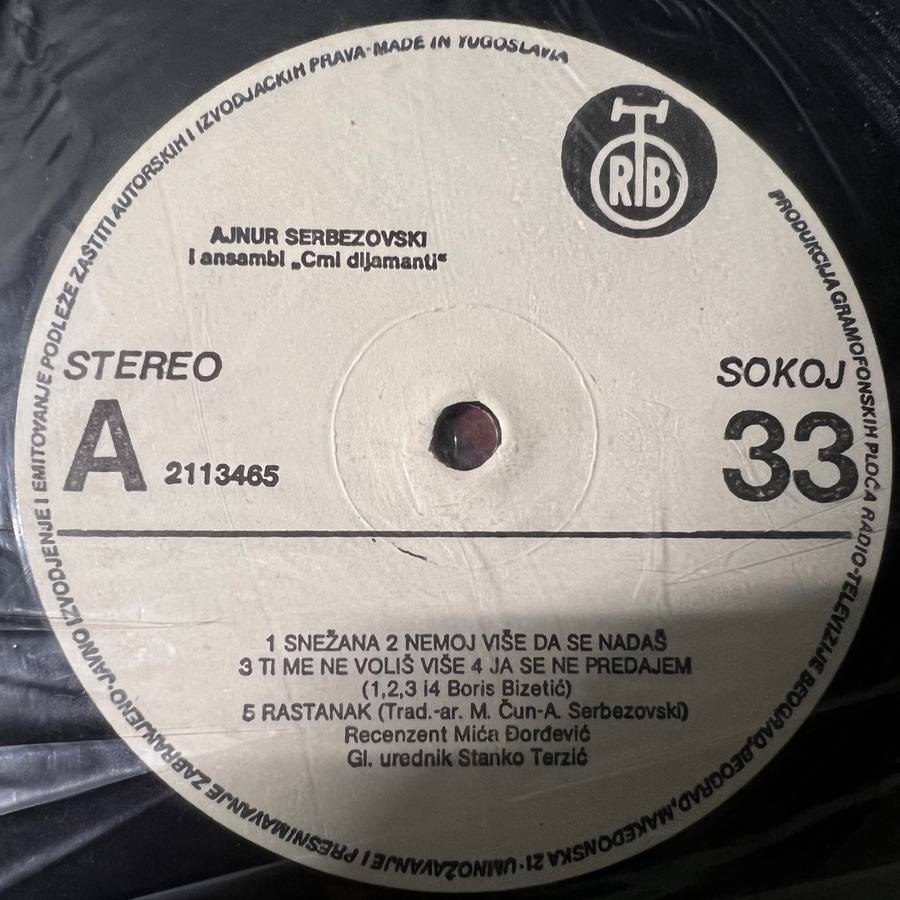 PRODUKCIJA GRAMOFONSKIH PLOČA RADIO-TELEVIZIJE BEOGRAD, BEOGRAD, MAKEDONSKA 21 · UMNOŽAVANJE I PRESNIMAVANJE ZABRANJENO · JAVNO IZVODJENJE I EMITOVANJE PODLEŽE ZAŠTITI AUTORSKIH I IZVODJACKIH PRAVA · MADE IN YUGOSLAVIA
RTB
AJNUR SERBEZOVSKI
i ansambl „Crni dijamanti“
STEREO
SOKOJ
A 2113465
33
1 SNEŽANA 2 NEMOJ VIŠE DA SE NADAŠ
3 TI ME NE VOLIŠ VIŠE 4 JA SE NE PREDAJEM
(1,2,3 i4 Boris Bizetić)
5 RASTANAK (Trad.-ar. M. Čun-A. Serbezovski)
Recenzent Mića Đorđević
Gl. urednik Stanko Terzić